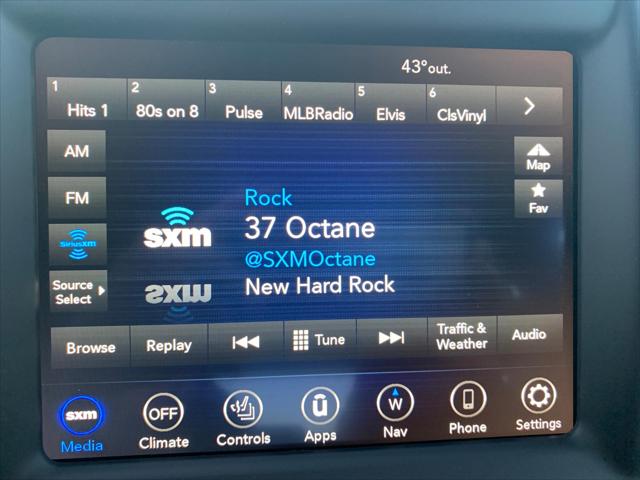 43°out.
1 Hits 1
2 80s on 8
3 Pulse
4 MLBRadio
5 Elvis
6 ClsVinyl
AM
FM
SiriusXM
Source
Select
Map
Fav
sxm
Rock
37 Octane
@SXMOctane
New Hard Rock
Browse
Replay
Tune
Traffic &
Weather
Audio
sxm
Media
OFF
Climate
Controls
ū
Apps
W
Nav
Phone
Settings